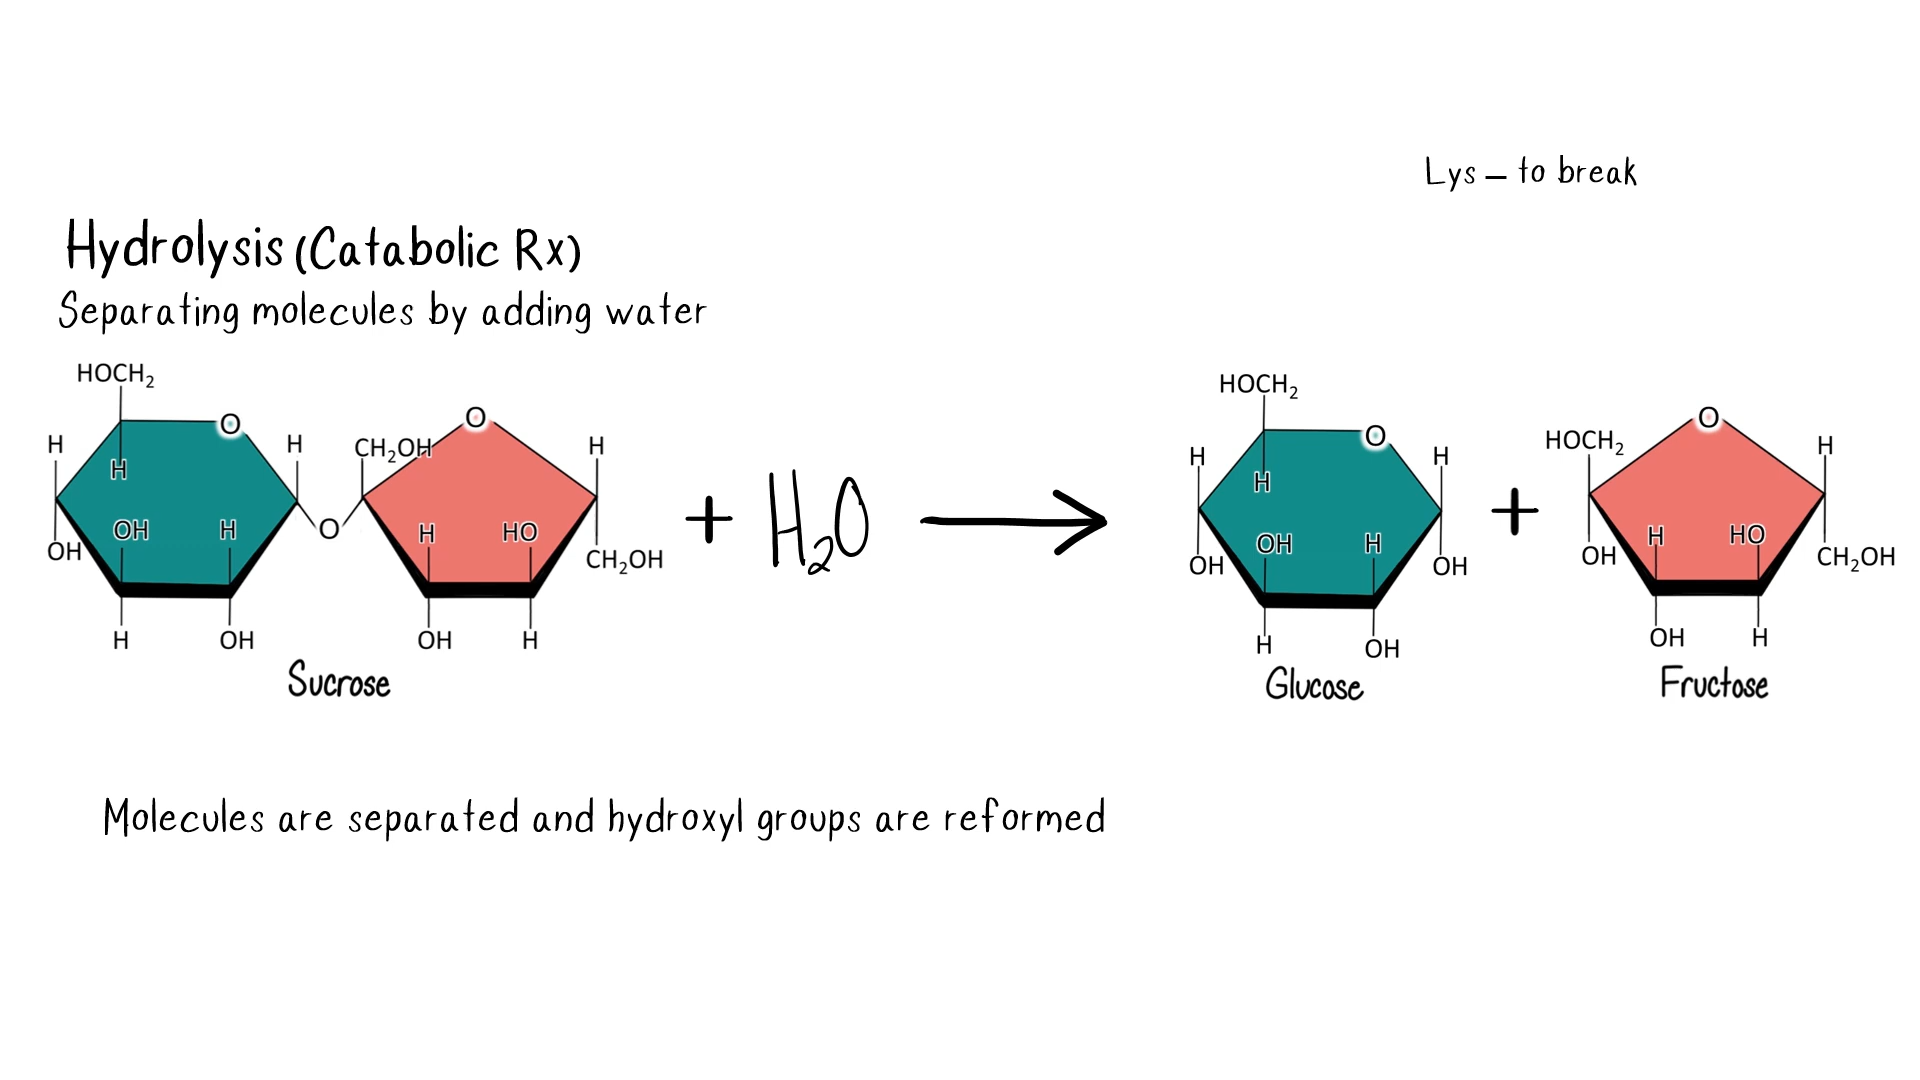 Lys – to break
Hydrolysis (Catabolic Rx)
Separating molecules by adding water
HOCH₂
O
H
H
H
CH₂OH
O
H
OH
H
O
H
HO
OH
CH₂OH
H
OH
OH
H
Sucrose
+ H₂O
HOCH₂
O
H
H
H
OH
H
OH
OH
H
OH
Glucose
+
O
HOCH₂
H
H
HO
OH
CH₂OH
OH
H
Fructose
Molecules are separated and hydroxyl groups are reformed